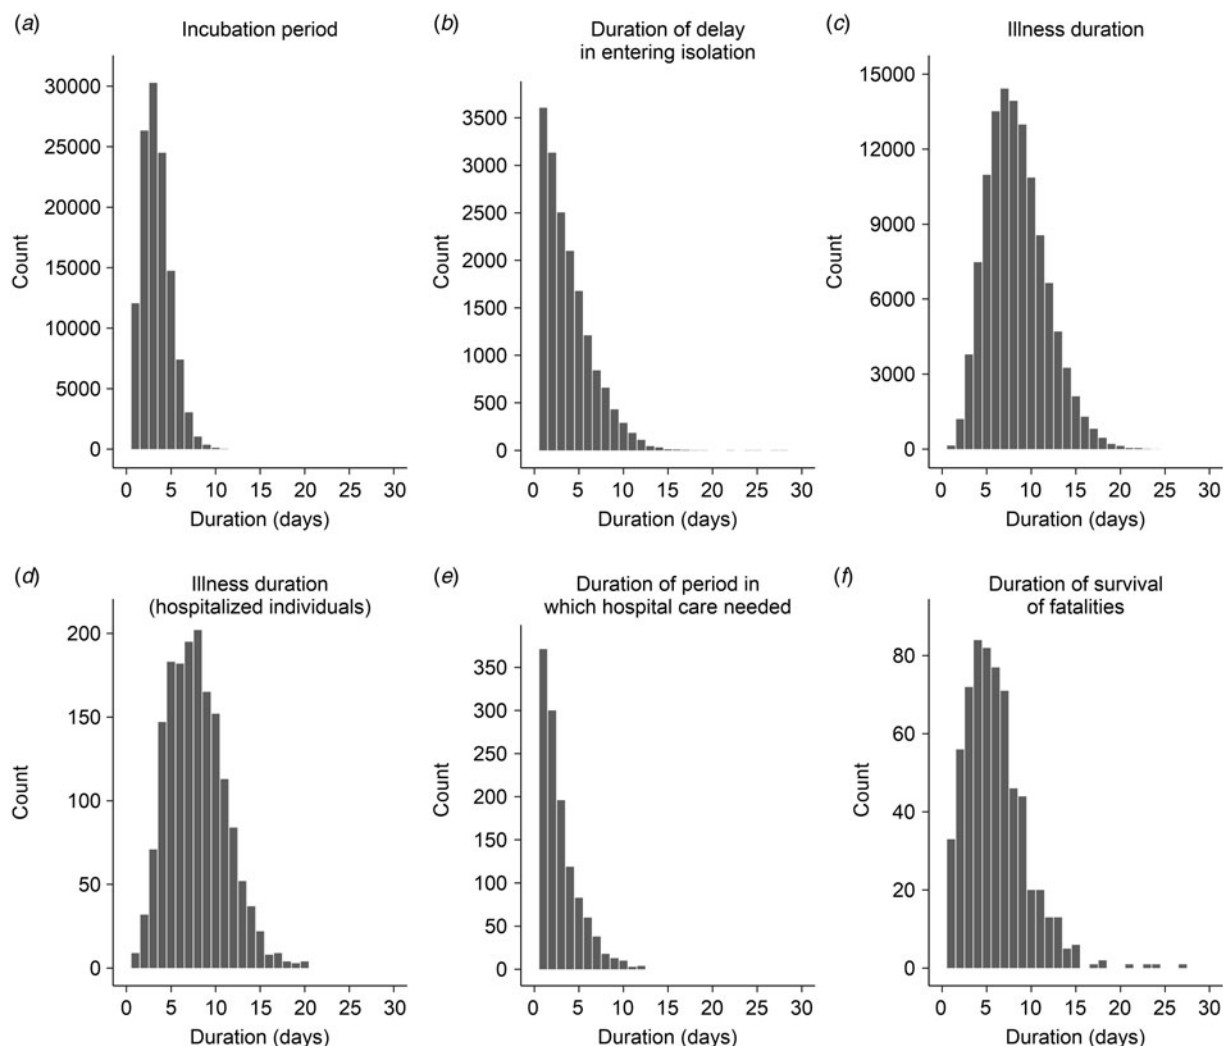 (a)
Incubation period
30000
25000
20000
15000
10000
5000
0
Count
0 5 10 15 20 25 30
Duration (days)
(b)
Duration of delay
in entering isolation
3500
3000
2500
2000
1500
1000
500
0
Count
0 5 10 15 20 25 30
Duration (days)
(c)
Illness duration
15000
12000
9000
6000
3000
0
Count
0 5 10 15 20 25 30
Duration (days)
(d)
Illness duration
(hospitalized individuals)
200
150
100
50
0
Count
0 5 10 15 20 25 30
Duration (days)
(e)
Duration of period in
which hospital care needed
350
300
250
200
150
100
50
0
Count
0 5 10 15 20 25 30
Duration (days)
(f)
Duration of survival
of fatalities
80
60
40
20
0
Count
0 5 10 15 20 25 30
Duration (days)